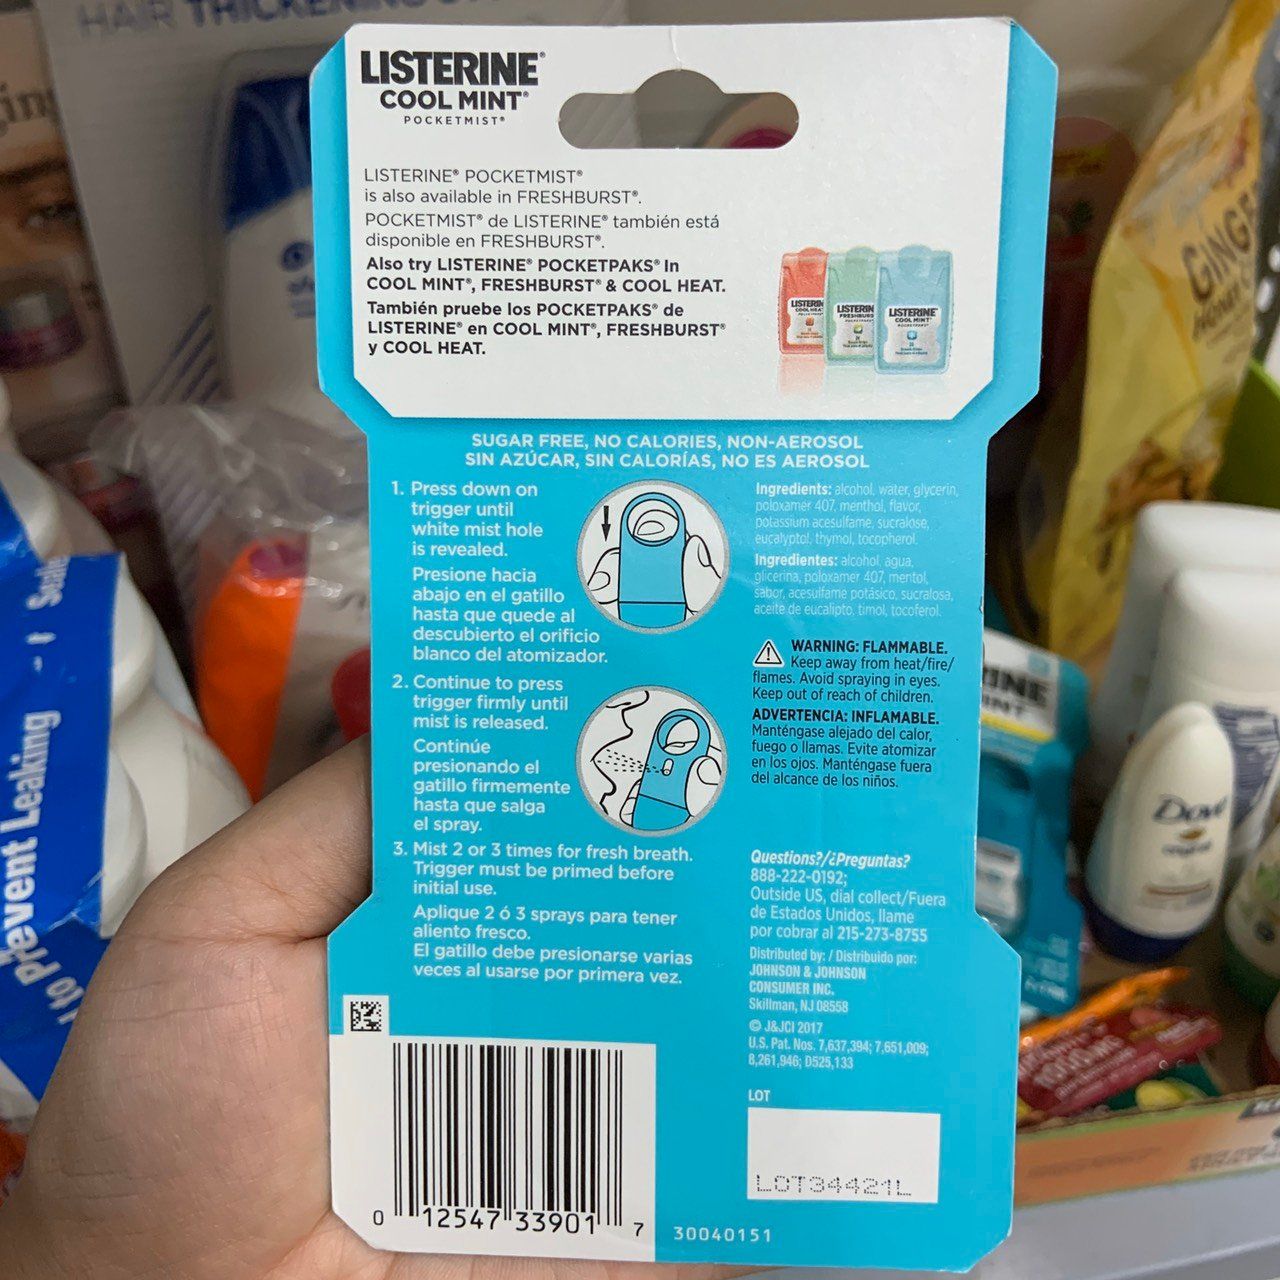 HAIR THICKENING
LISTERINE®
COOL MINT®
POCKETMIST®
LISTERINE® POCKETMIST®
is also available in FRESHBURST®.
POCKETMIST® de LISTERINE® también está
disponible en FRESHBURST®.
Also try LISTERINE® POCKETPAKS® In
COOL MINT®, FRESHBURST® & COOL HEAT.
También pruebe los POCKETPAKS® de
LISTERINE® en COOL MINT®, FRESHBURST®
y COOL HEAT.
LISTERINE
COOL MINT
SUGAR FREE, NO CALORIES, NON-AEROSOL
SIN AZÚCAR, SIN CALORÍAS, NO ES AEROSOL
1. Press down on
trigger until
white mist hole
is revealed.
Presione hacia
abajo en el gatillo
hasta que quede al
descubierto el orificio
blanco del atomizador.
2. Continue to press
trigger firmly until
mist is released.
Continúe
presionando el
gatillo firmemente
hasta que salga
el spray.
3. Mist 2 or 3 times for fresh breath.
Trigger must be primed before
initial use.
Aplique 2 ó 3 sprays para tener
aliento fresco.
El gatillo debe presionarse varias
veces al usarse por primera vez.
Ingredients: alcohol, water, glycerin,
poloxamer 407, menthol, flavor,
potassium acesulfame, sucralose,
eucalyptol, thymol, tocopherol.
Ingredientes: alcohol, agua,
glicerina, poloxamer 407, mentol,
sabor, acesulfame potásico, sucralosa,
aceite de eucalipto, timol, tocoferol.
WARNING: FLAMMABLE.
Keep away from heat/fire/
flames. Avoid spraying in eyes.
Keep out of reach of children.
ADVERTENCIA: INFLAMABLE.
Manténgase alejado del calor,
fuego o llamas. Evite atomizar
en los ojos. Manténgase fuera
del alcance de los niños.
Questions?/¿Preguntas?
888-222-0192;
Outside US, dial collect/Fuera
de Estados Unidos, llame
por cobrar al 215-273-8755
Distributed by: / Distribuido por:
JOHNSON & JOHNSON
CONSUMER INC.
Skillman, NJ 08558
© J&JCI 2017
U.S. Pat. Nos. 7,637,394; 7,651,009;
8,261,946; D525,133
LOT
LOT34421L
0 12547 33901 7
30040151
Prevent Leaking
Dove